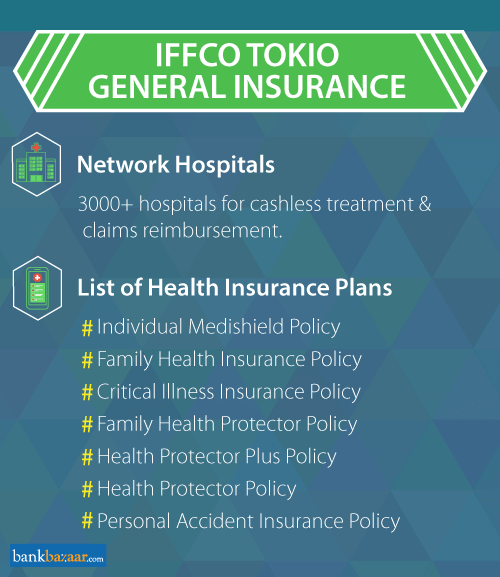 IFFCO TOKIO
GENERAL INSURANCE
Network Hospitals
3000+ hospitals for cashless treatment &
claims reimbursement.
List of Health Insurance Plans
# Individual Medishield Policy
# Family Health Insurance Policy
# Critical Illness Insurance Policy
# Family Health Protector Policy
# Health Protector Plus Policy
# Health Protector Policy
# Personal Accident Insurance Policy
bankbazaar.com